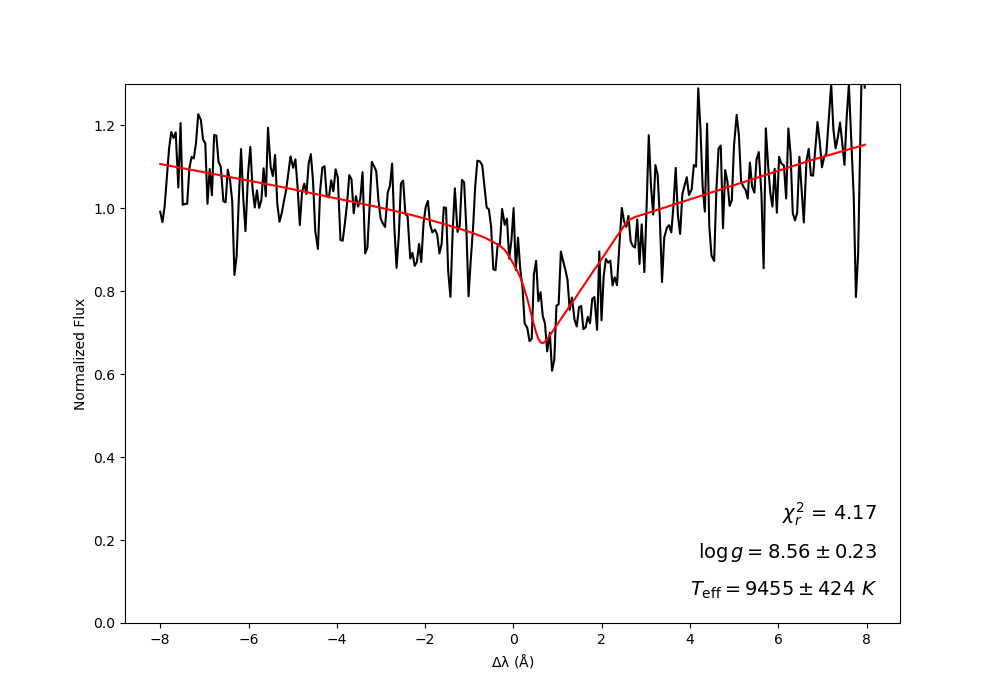 1.2
1.0
0.8
0.6
0.4
0.2
0.0
Normalized Flux
χ²ᵣ = 4.17
log g = 8.56 ± 0.23
T_eff = 9455 ± 424 K
−8 −6 −4 −2 0 2 4 6 8
Δλ (Å)